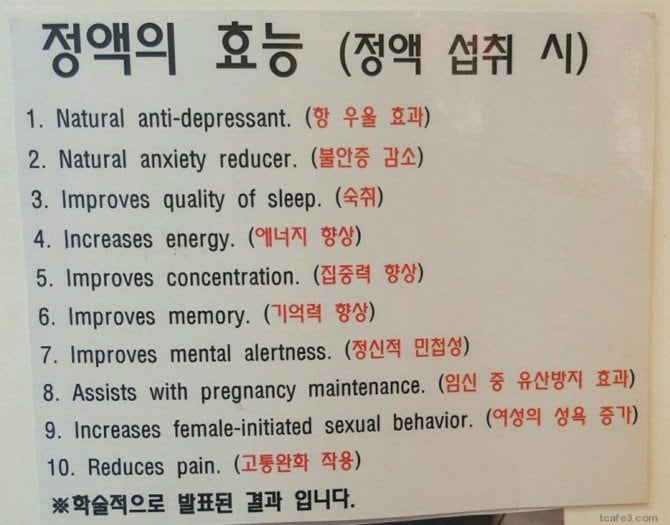 tcafe3.com
정액의 효능 (정액 섭취 시)
1. Natural anti-depressant. (항 우울 효과)
2. Natural anxiety reducer. (불안증 감소)
3. Improves quality of sleep. (숙취)
4. Increases energy. (에너지 향상)
5. Improves concentration. (집중력 향상)
6. Improves memory. (기억력 향상)
7. Improves mental alertness. (정신적 민첩성)
8. Assists with pregnancy maintenance. (임신 중 유산방지 효과)
9. Increases female-initiated sexual behavior. (여성의 성욕 증가)
10. Reduces pain. (고통완화 작용)
※학술적으로 발표된 결과 입니다.
tcafe3.com